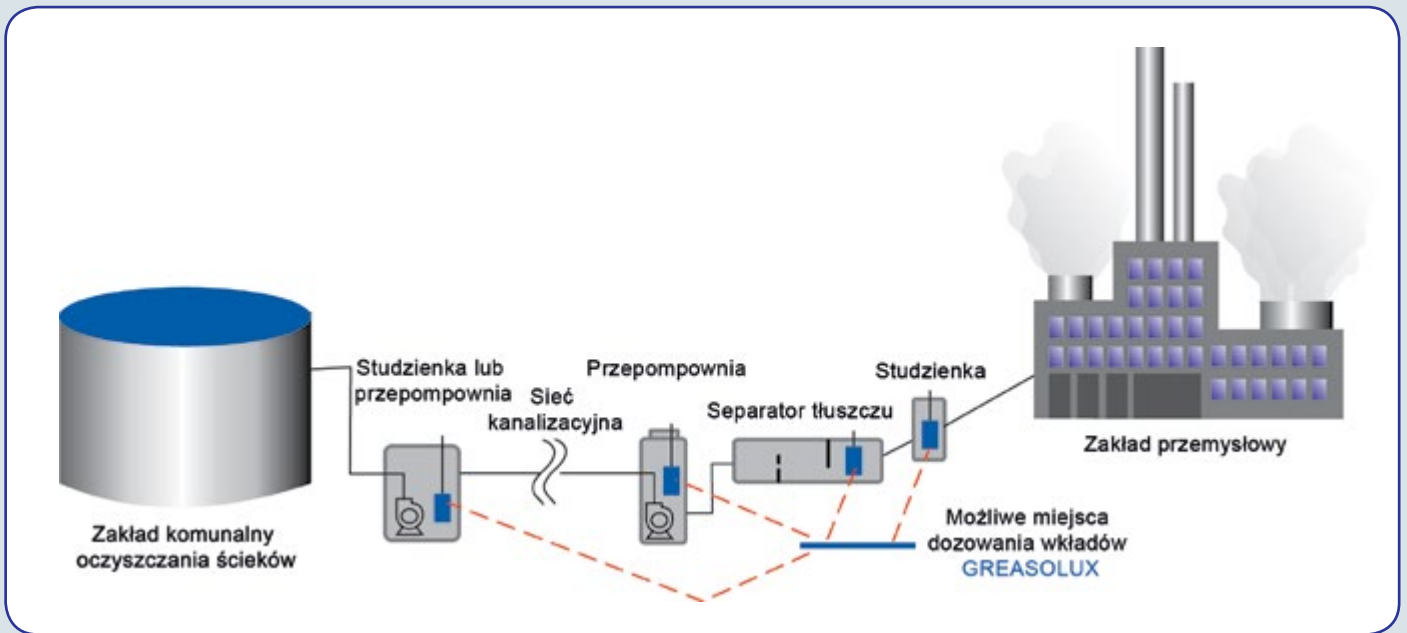 Studzienka lub
przepompownia
Sieć
kanalizacyjna
Przepompownia
Separator tłuszczu
Studzienka
Zakład przemysłowy
Zakład komunalny
oczyszczania ścieków
Możliwe miejsca
dozowania wkładów
GREASOLUX